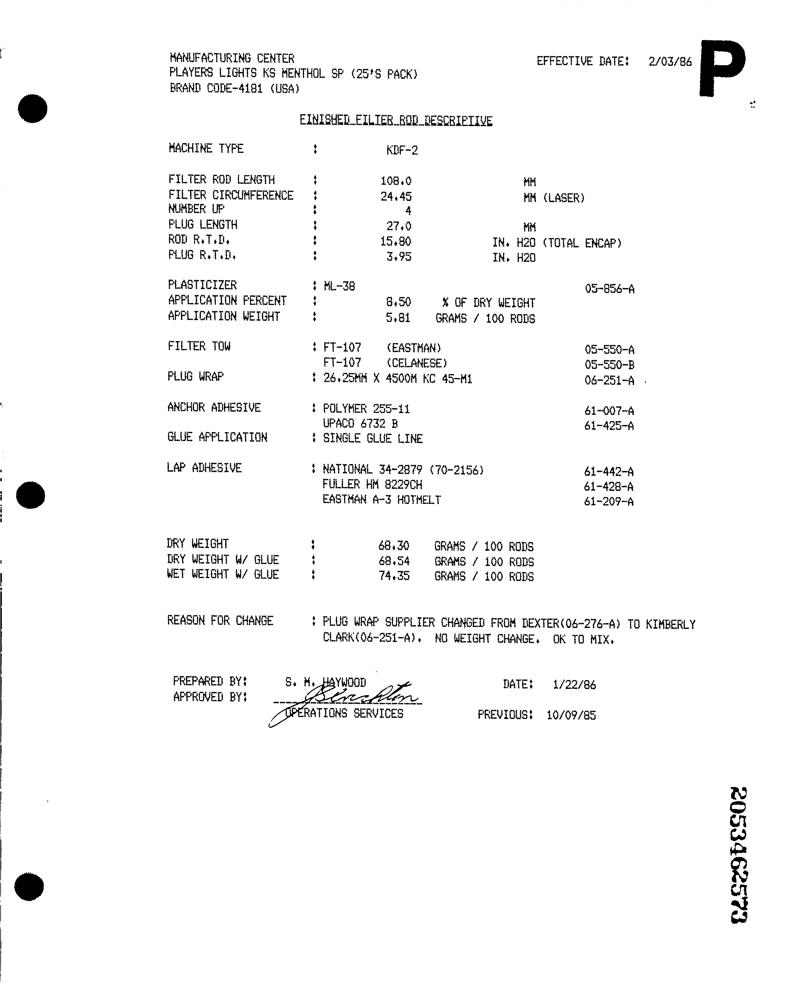 MANUFACTURING CENTER EFFECTIVE DATE: 2/03/86 P
PLAYERS LIGHTS KS MENTHOL SP (25'S PACK)
BRAND CODE-4181 (USA)
FINISHED FILTER ROD DESCRIPTIVE
MACHINE TYPE : KDF-2
FILTER ROD LENGTH : 108.0 MM
FILTER CIRCUMFERENCE : 24.45 MM (LASER)
NUMBER UP : 4
PLUG LENGTH : 27.0 MM
ROD R.T.D. : 15.80 IN. H2O (TOTAL ENCAP)
PLUG R.T.D. : 3.95 IN. H2O
PLASTICIZER : ML-38 05-856-A
APPLICATION PERCENT : 8.50 % OF DRY WEIGHT
APPLICATION WEIGHT : 5.81 GRAMS / 100 RODS
FILTER TOW : FT-107 (EASTMAN) 05-550-A
FT-107 (CELANESE) 05-550-B
PLUG WRAP : 26.25MM X 4500M KC 45-M1 06-251-A
ANCHOR ADHESIVE : POLYMER 255-11 61-007-A
UPACO 6732 B 61-425-A
GLUE APPLICATION : SINGLE GLUE LINE
LAP ADHESIVE : NATIONAL 34-2879 (70-2156) 61-442-A
FULLER HM 8229CH 61-428-A
EASTMAN A-3 HOTMELT 61-209-A
DRY WEIGHT : 68.30 GRAMS / 100 RODS
DRY WEIGHT W/ GLUE : 68.54 GRAMS / 100 RODS
WET WEIGHT W/ GLUE : 74.35 GRAMS / 100 RODS
REASON FOR CHANGE : PLUG WRAP SUPPLIER CHANGED FROM DEXTER(06-276-A) TO KIMBERLY
CLARK(06-251-A). NO WEIGHT CHANGE. OK TO MIX.
PREPARED BY: S. M. HAYWOOD DATE: 1/22/86
APPROVED BY:
OPERATIONS SERVICES PREVIOUS: 10/09/85
2053462573